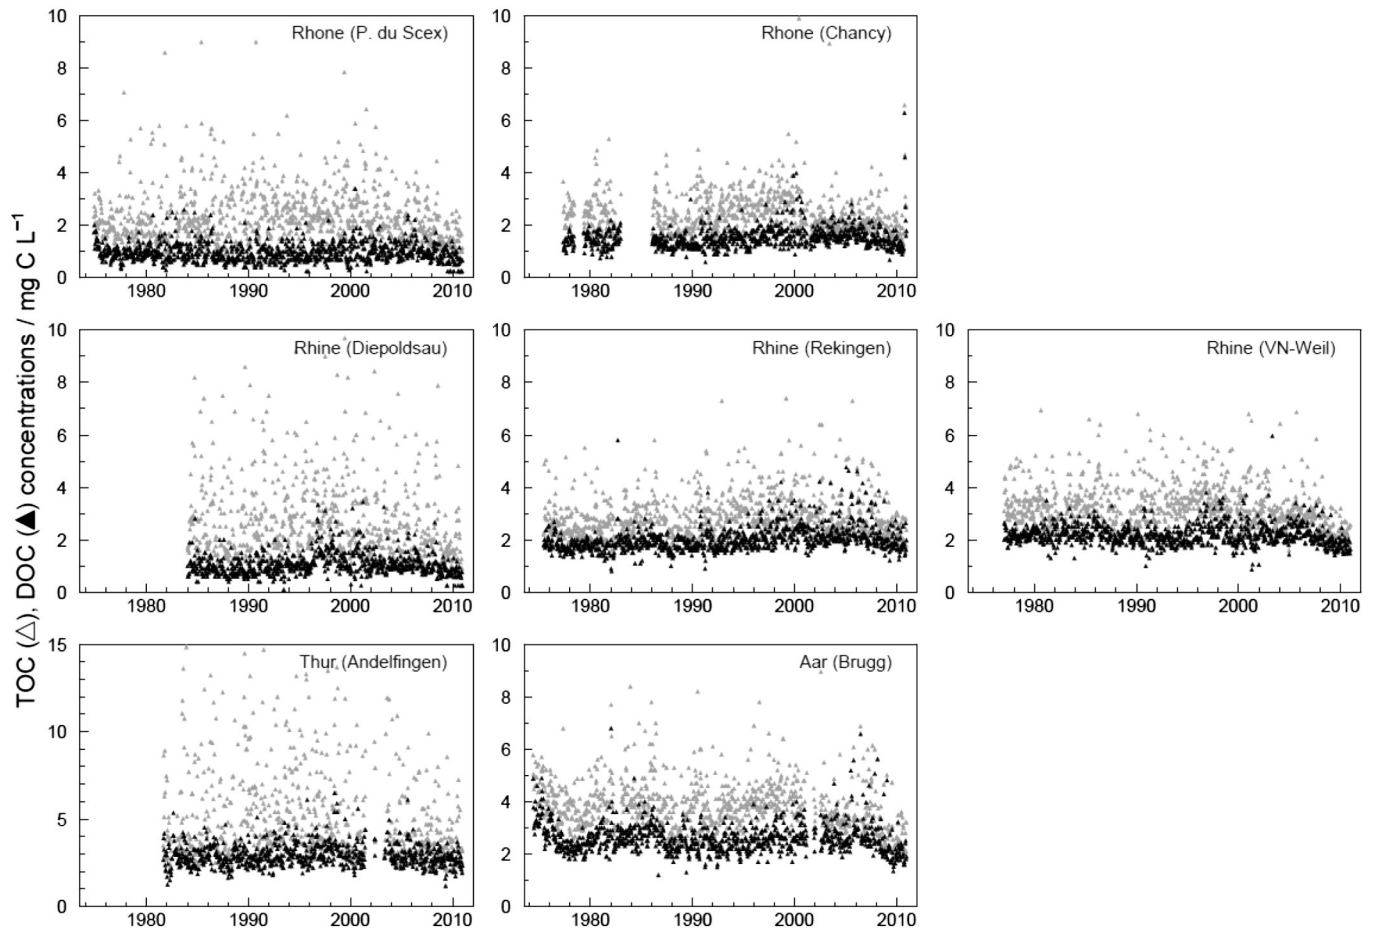 TOC (△), DOC (▲) concentrations / mg C L⁻¹
Rhone (P. du Scex)
10
8
6
4
2
0
1980 1990 2000 2010
Rhone (Chancy)
10
8
6
4
2
0
1980 1990 2000 2010
Rhine (Diepoldsau)
10
8
6
4
2
0
1980 1990 2000 2010
Rhine (Rekingen)
10
8
6
4
2
0
1980 1990 2000 2010
Rhine (VN-Weil)
10
8
6
4
2
0
1980 1990 2000 2010
Thur (Andelfingen)
15
10
5
0
1980 1990 2000 2010
Aar (Brugg)
10
8
6
4
2
0
1980 1990 2000 2010